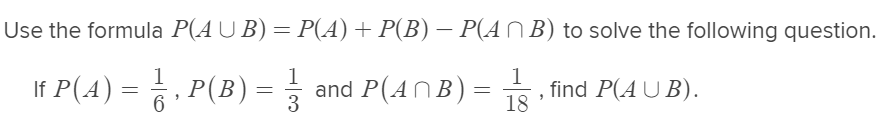 Use the formula P(A ∪ B) = P(A) + P(B) − P(A ∩ B) to solve the following question.
If P(A) = 1/6 , P(B) = 1/3 and P(A ∩ B) = 1/18 , find P(A ∪ B).